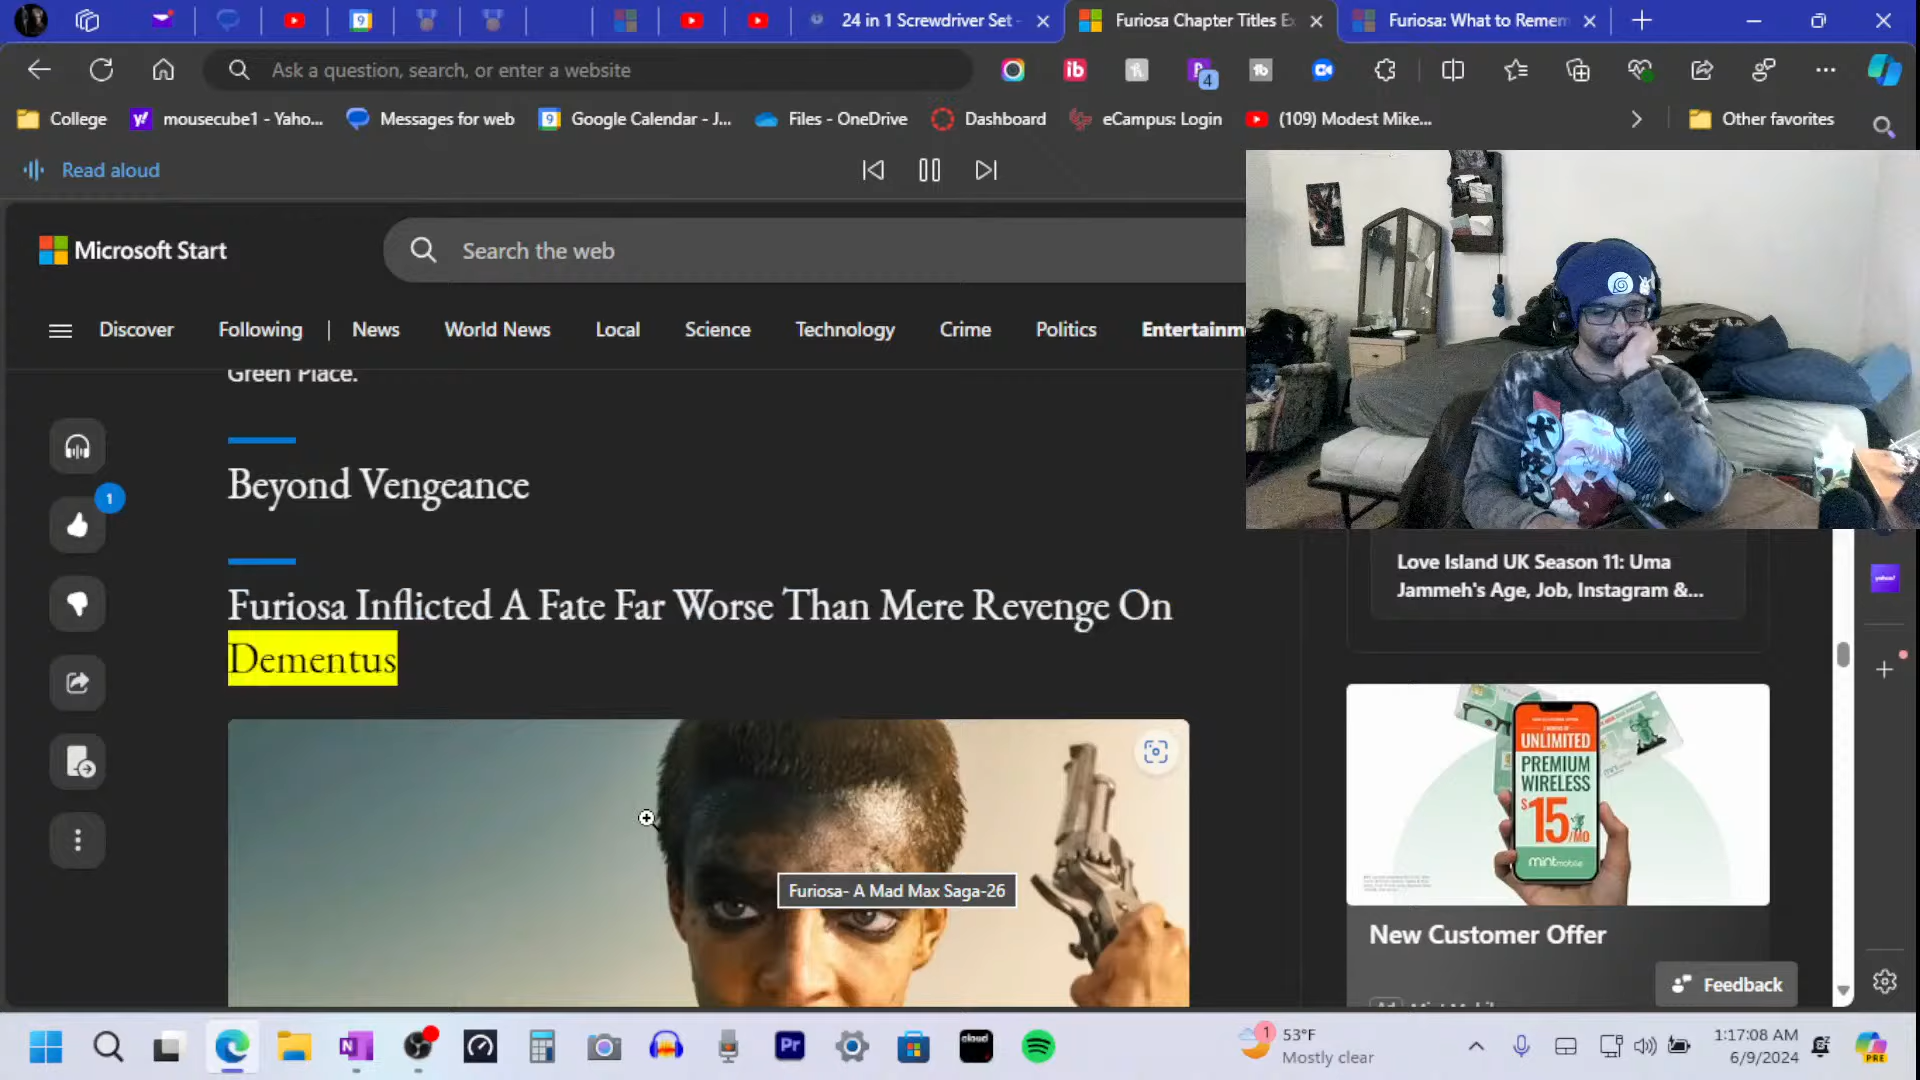 24 in 1 Screwdriver Set -
Furiosa Chapter Titles Ex
Furiosa: What to Remem
Ask a question, search, or enter a website
4
College
mousecube1 - Yaho...
Messages for web
Google Calendar - J...
Files - OneDrive
Dashboard
eCampus: Login
(109) Modest Mike...
Other favorites
Read aloud
Microsoft Start
Search the web
Discover
Following
News
World News
Local
Science
Technology
Crime
Politics
Entertainm
Green Place.
1
Beyond Vengeance
Furiosa Inflicted A Fate Far Worse Than Mere Revenge On
Dementus
Furiosa- A Mad Max Saga-26
Love Island UK Season 11: Uma
Jammeh's Age, Job, Instagram &...
UNLIMITED
PREMIUM
WIRELESS
$15/MO
mintmobile
New Customer Offer
Feedback
1
53°F
Mostly clear
1:17:08 AM
6/9/2024